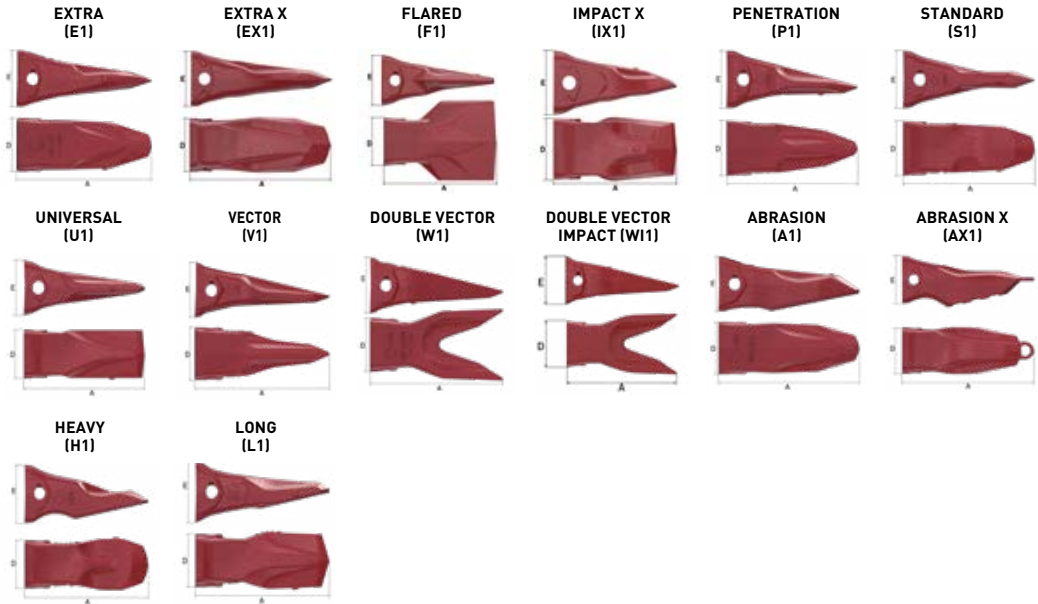 EXTRA
(E1)
EXTRA X
(EX1)
FLARED
(F1)
IMPACT X
(IX1)
PENETRATION
(P1)
STANDARD
(S1)
E
E
E
E
D
D
D
D
D
A
A
A
A
A
A
UNIVERSAL
(U1)
VECTOR
(V1)
DOUBLE VECTOR
(W1)
DOUBLE VECTOR
IMPACT (WI1)
ABRASION
(A1)
ABRASION X
(AX1)
E
E
E
E
E
E
D
D
D
D
D
D
A
A
A
A
A
A
HEAVY
(H1)
LONG
(L1)
E
E
D
D
A
A